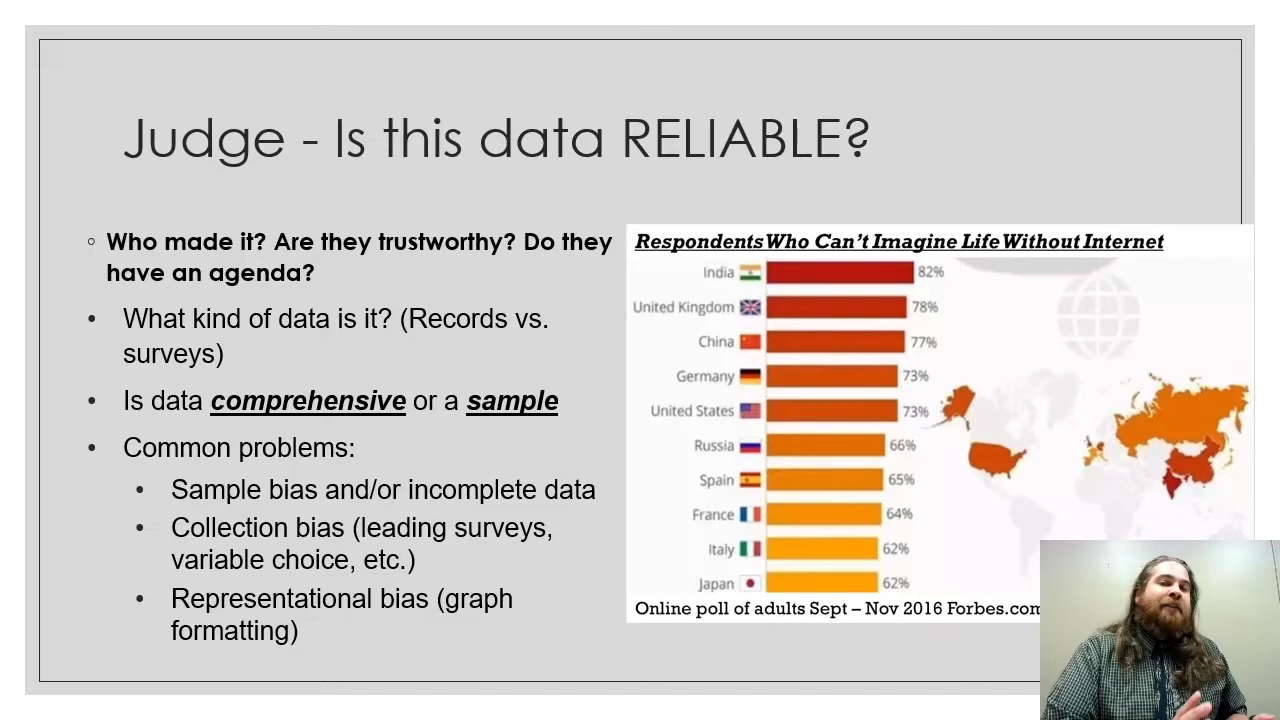 Judge - Is this data RELIABLE?
◦ Who made it? Are they trustworthy? Do they
have an agenda?
• What kind of data is it? (Records vs.
surveys)
• Is data comprehensive or a sample
• Common problems:
• Sample bias and/or incomplete data
• Collection bias (leading surveys,
variable choice, etc.)
• Representational bias (graph
formatting)
Respondents Who Can't Imagine Life Without Internet
India 82%
United Kingdom 78%
China 77%
Germany 73%
United States 73%
Russia 66%
Spain 65%
France 64%
Italy 62%
Japan 62%
Online poll of adults Sept – Nov 2016 Forbes.com